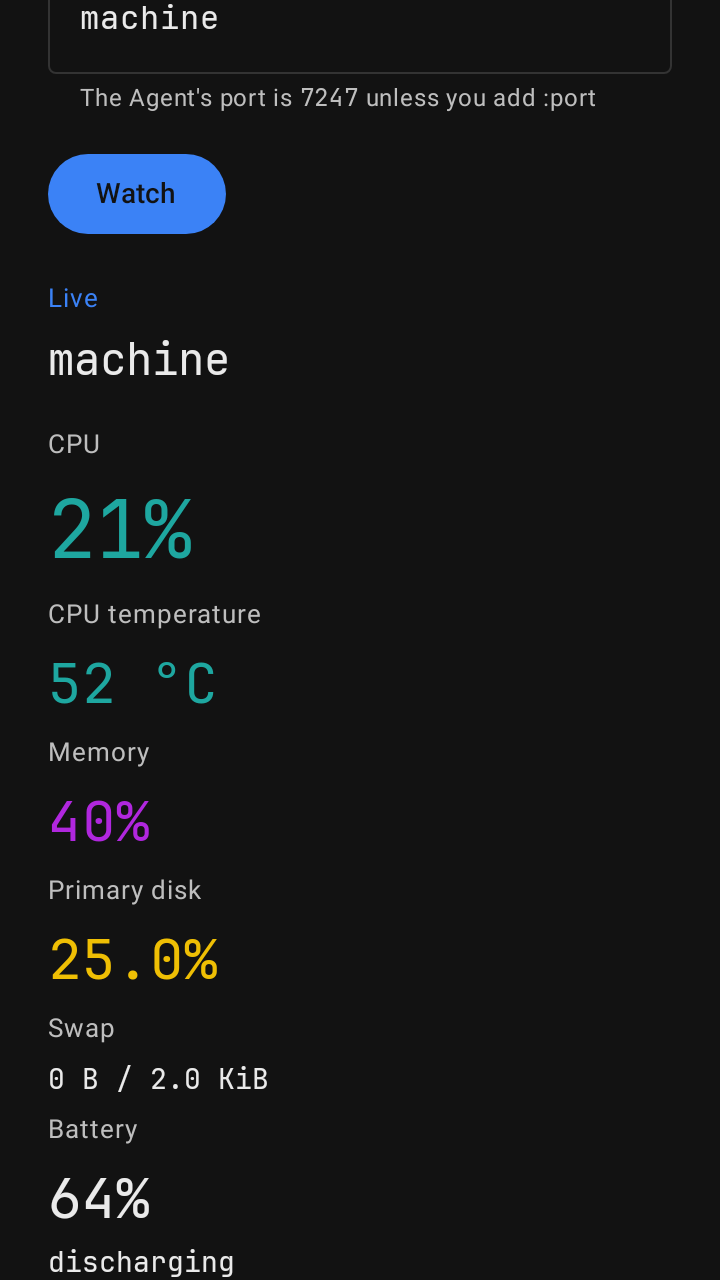 machine
The Agent's port is 7247 unless you add :port
Watch
Live
machine
CPU
21%
CPU temperature
52 °C
Memory
40%
Primary disk
25.0%
Swap
0 B / 2.0 KiB
Battery
64%
discharging